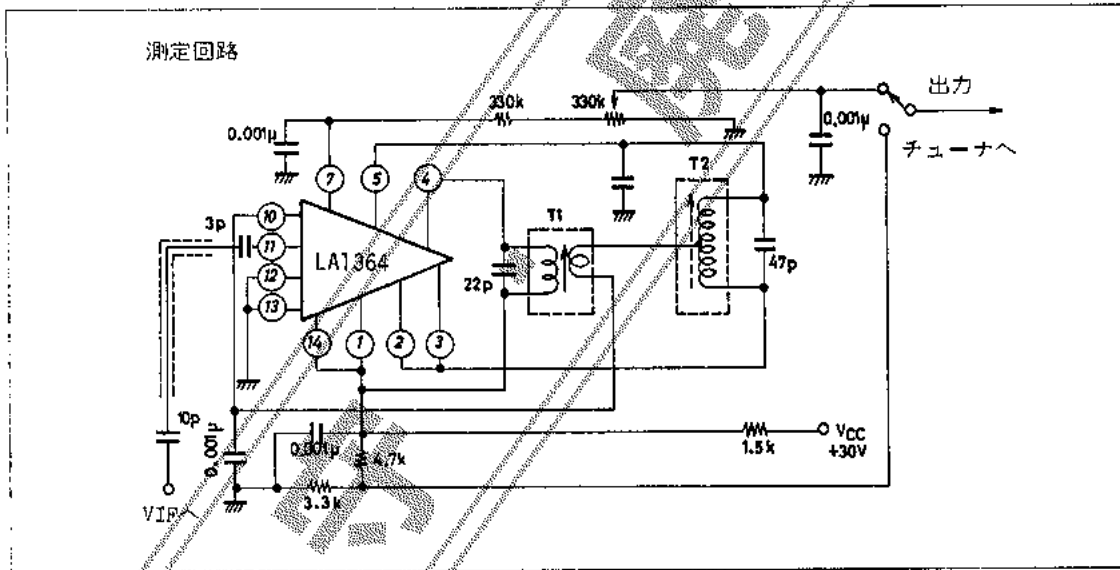 測定回路
出力
330k
330k
0.001μ
0.001μ
チューナへ
7
5
4
T2
T1
3p
10
11
12
13
LA1364
22p
47p
14
1
2
3
10p
0.001μ
0.001μ
4.7k
1.5k
VCC
+30V
3.3k
VIFへ